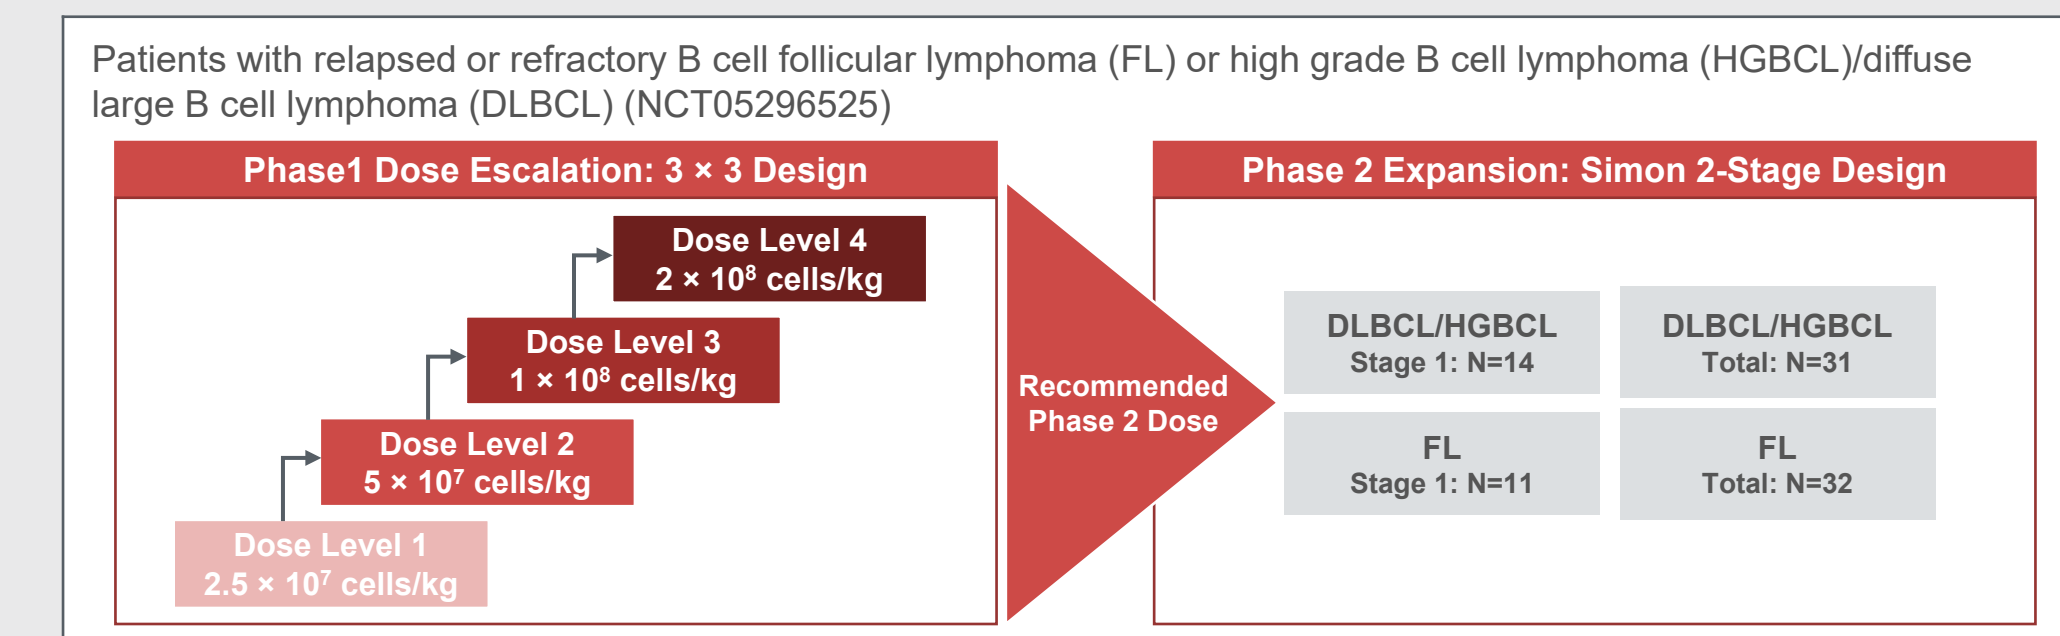 Patients with relapsed or refractory B cell follicular lymphoma (FL) or high grade B cell lymphoma (HGBCL)/diffuse
large B cell lymphoma (DLBCL) (NCT05296525)
Phase1 Dose Escalation: 3 × 3 Design
Dose Level 4
2 × 10⁸ cells/kg
Dose Level 3
1 × 10⁸ cells/kg
Dose Level 2
5 × 10⁷ cells/kg
Dose Level 1
2.5 × 10⁷ cells/kg
Recommended
Phase 2 Dose
Phase 2 Expansion: Simon 2-Stage Design
DLBCL/HGBCL
Stage 1: N=14
DLBCL/HGBCL
Total: N=31
FL
Stage 1: N=11
FL
Total: N=32